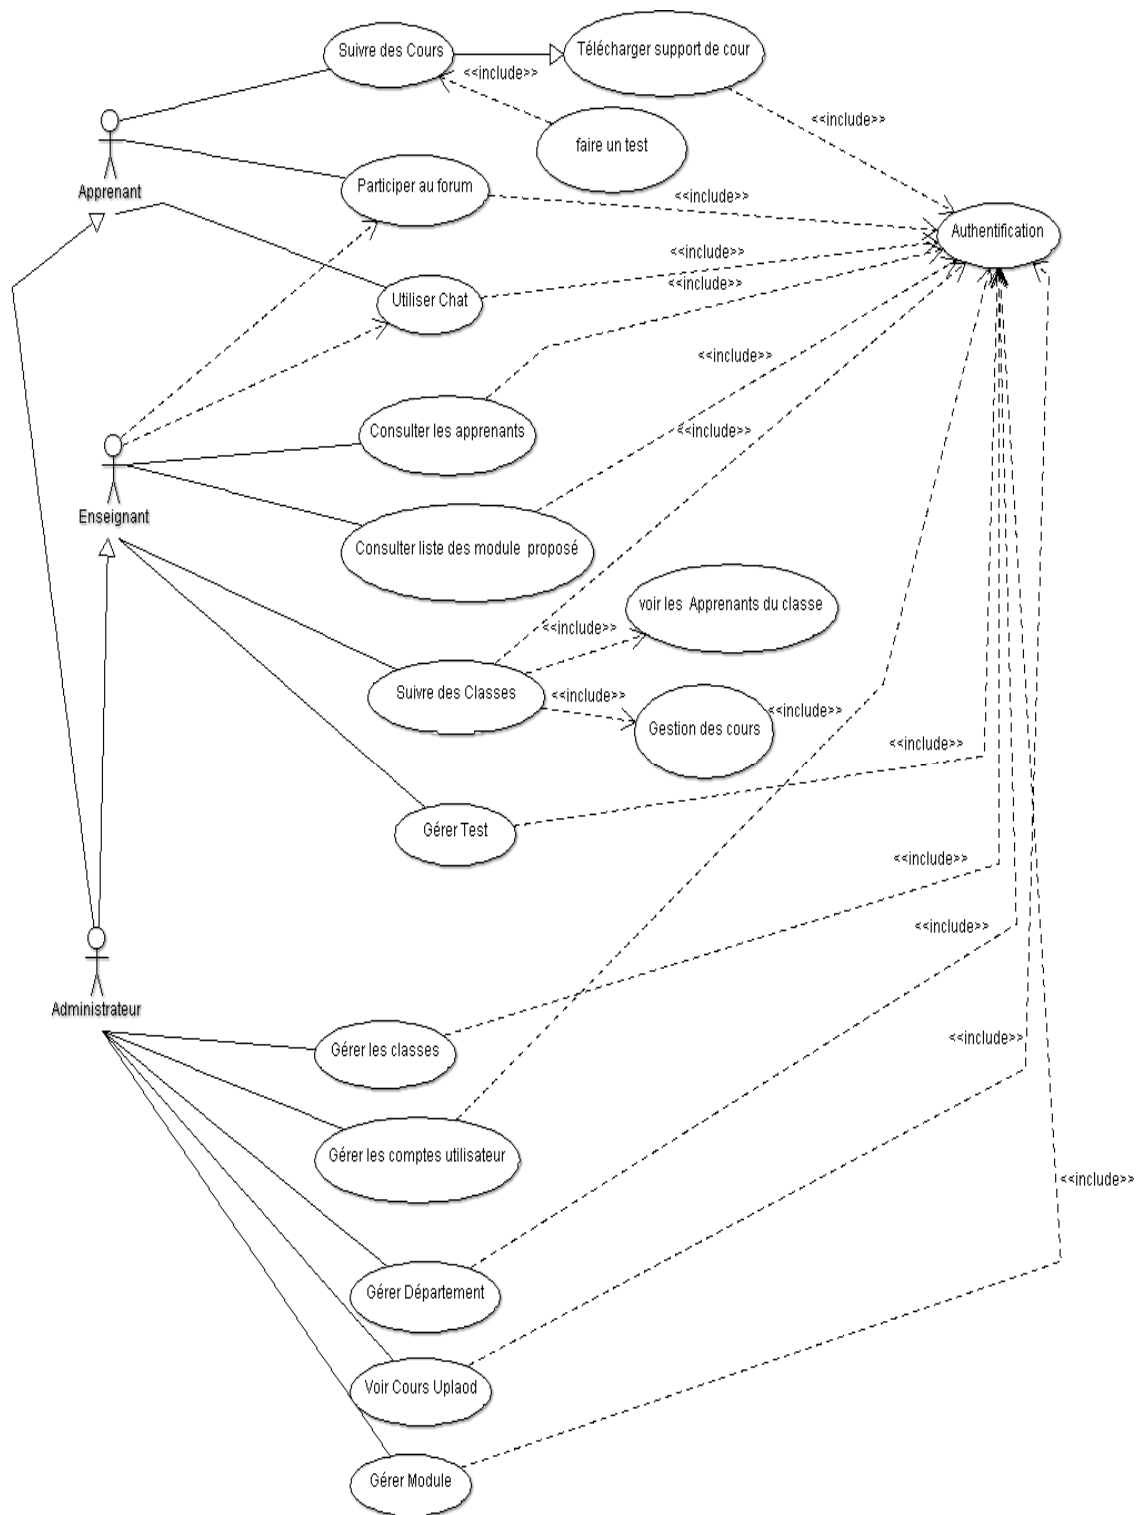 Suivre des Cours
Télécharger support de cour
<<include>>
<<include>>
faire un test
Apprenant
Participer au forum
<<include>>
Authentification
<<include>>
Utiliser Chat
<<include>>
<<include>>
Consulter les apprenants
<<include>>
Enseignant
Consulter liste des module proposé
voir les Apprenants du classe
<<include>>
Suivre des Classes
<<include>>
<<include>>
Gestion des cours
<<include>>
Gérer Test
<<include>>
<<include>>
Administrateur
Gérer les classes
<<include>>
Gérer les comptes utilisateur
<<include>>
Gérer Département
Voir Cours Uplaod
Gérer Module